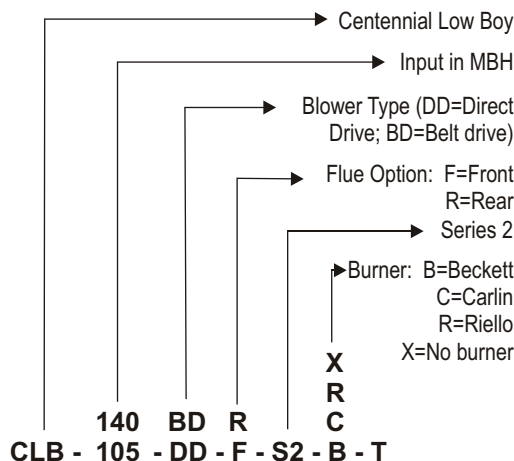 Centennial Low Boy
Input in MBH
Blower Type (DD=Direct
Drive; BD=Belt drive)
Flue Option: F=Front
R=Rear
Series 2
Burner: B=Beckett
C=Carlin
R=Riello
X=No burner
X
R
140 BD R C
CLB - 105 - DD - F - S2 - B - T